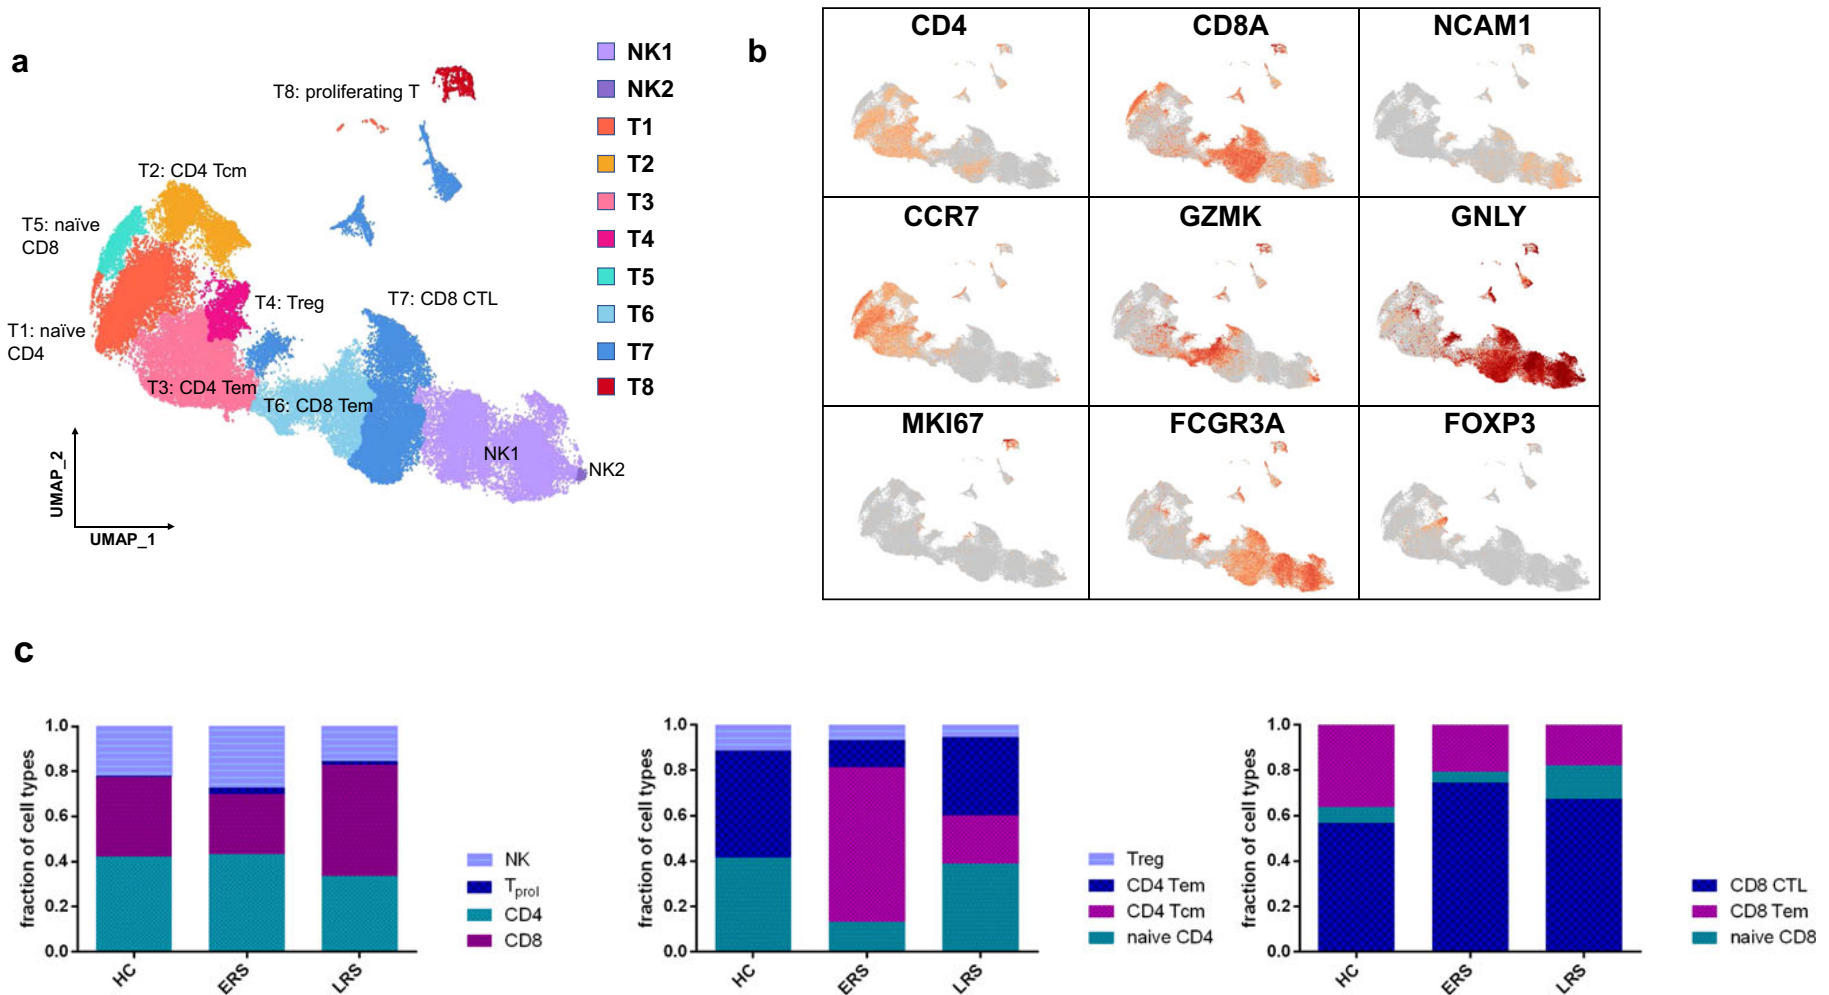 a
T8: proliferating T
T2: CD4 Tcm
T5: naïve
CD8
T4: Treg
T7: CD8 CTL
T1: naïve
CD4
T3: CD4 Tem
T6: CD8 Tem
NK1
NK2
UMAP_2
UMAP_1
NK1
NK2
T1
T2
T3
T4
T5
T6
T7
T8
b
CD4
CD8A
NCAM1
CCR7
GZMK
GNLY
MKI67
FCGR3A
FOXP3
c
fraction of cell types
1.0
0.8
0.6
0.4
0.2
0.0
HC
ERS
LRS
NK
Tprol
CD4
CD8
fraction of cell types
1.0
0.8
0.6
0.4
0.2
0.0
HC
ERS
LRS
Treg
CD4 Tem
CD4 Tcm
naive CD4
fraction of cell types
1.0
0.8
0.6
0.4
0.2
0.0
HC
ERS
LRS
CD8 CTL
CD8 Tem
naive CD8